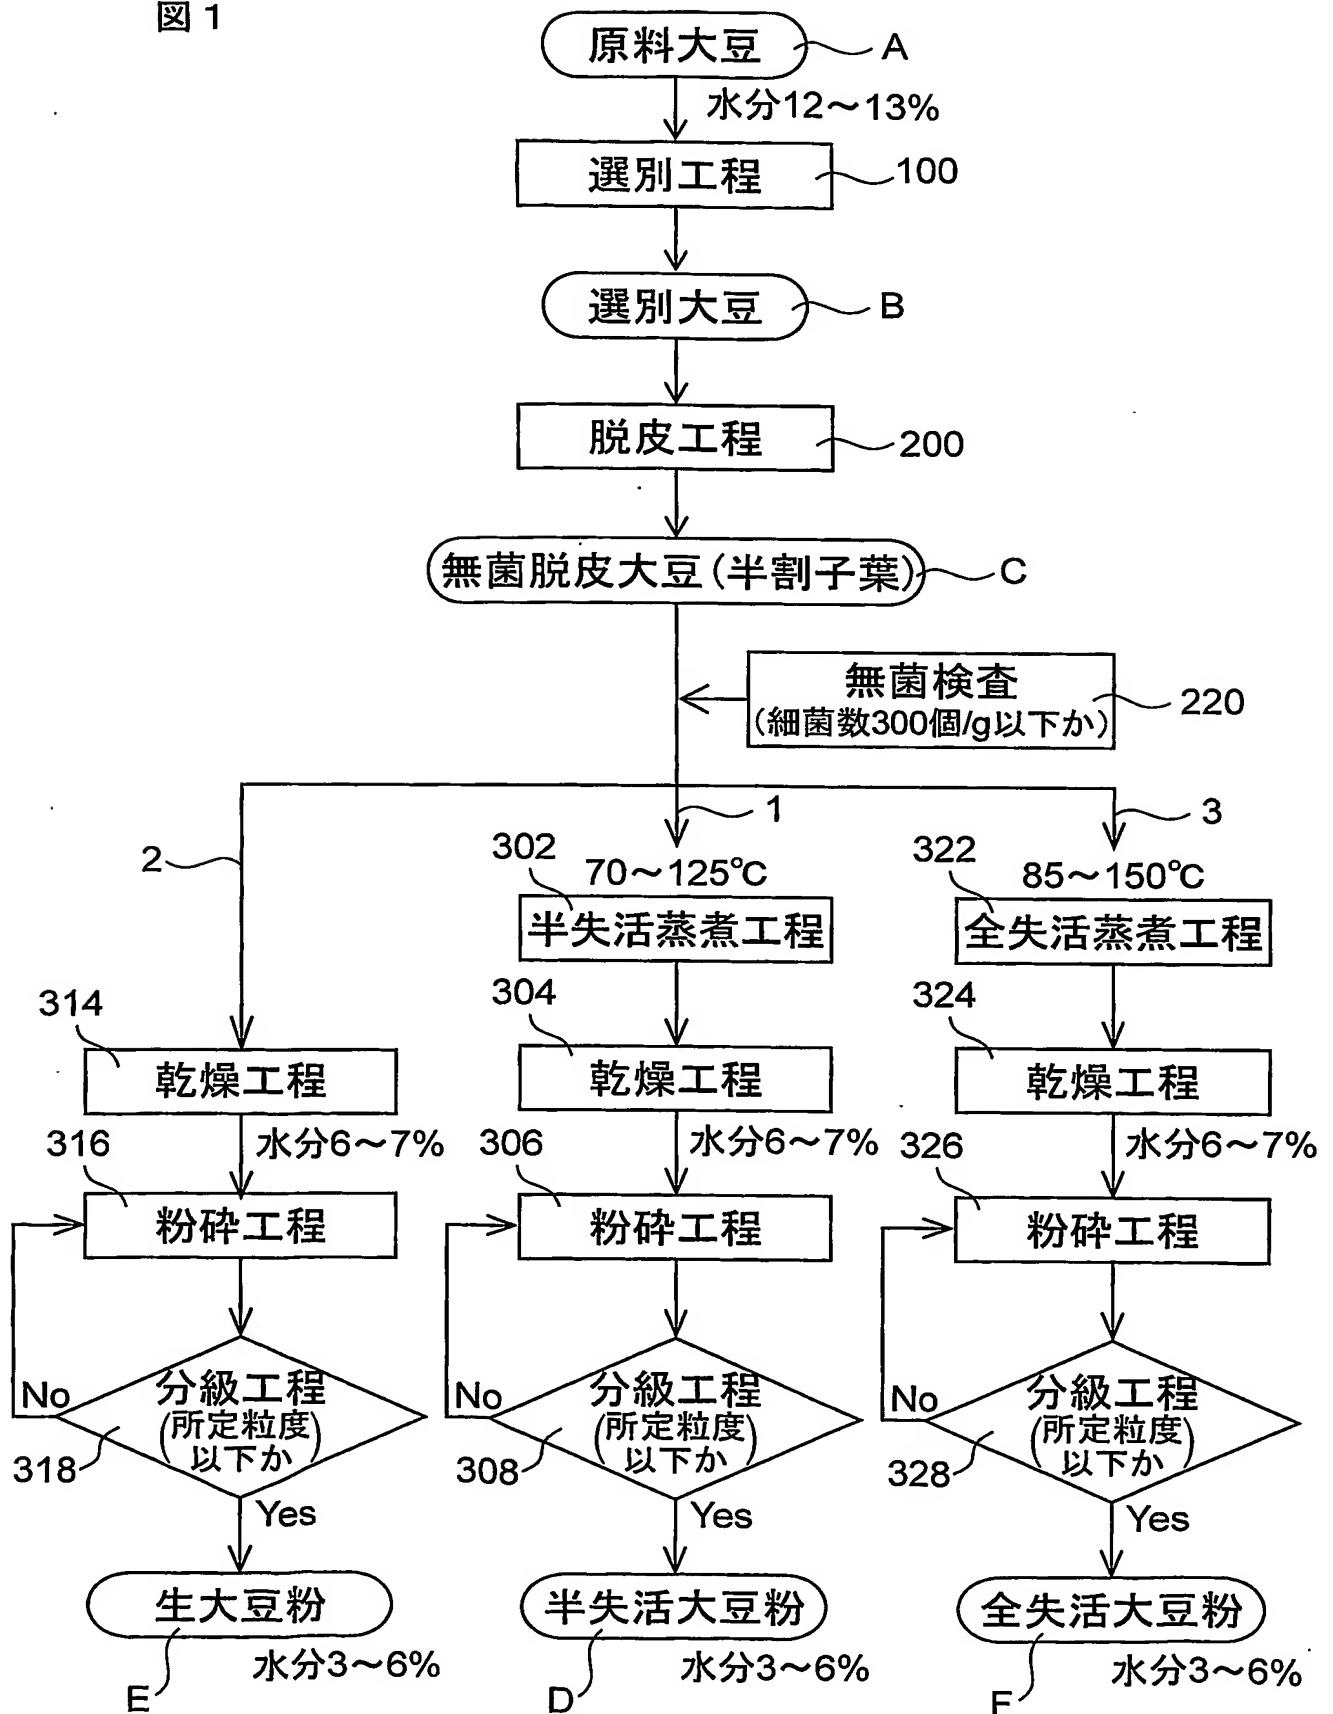 図1
原料大豆
A
水分12～13%
選別工程
100
選別大豆
B
脱皮工程
200
無菌脱皮大豆(半割子葉)
C
無菌検査
(細菌数300個/g以下か)
220
1
2
3
302
70～125℃
半失活蒸煮工程
322
85～150℃
全失活蒸煮工程
314
乾燥工程
水分6～7%
304
乾燥工程
水分6～7%
324
乾燥工程
水分6～7%
316
粉砕工程
306
粉砕工程
326
粉砕工程
No
分級工程
(所定粒度
以下か)
318
Yes
No
分級工程
(所定粒度
以下か)
308
Yes
No
分級工程
(所定粒度
以下か)
328
Yes
生大豆粉
E
水分3～6%
半失活大豆粉
D
水分3～6%
全失活大豆粉
F
水分3～6%